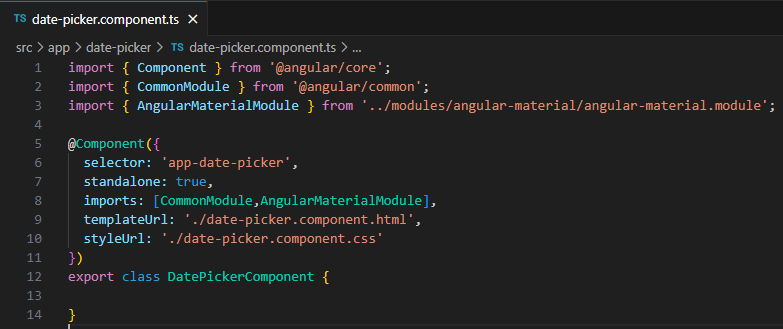 TS date-picker.component.ts ×
src > app > date-picker > TS date-picker.component.ts > ...
1 import { Component } from '@angular/core';
2 import { CommonModule } from '@angular/common';
3 import { AngularMaterialModule } from '../modules/angular-material/angular-material.module';
4
5 @Component({
6   selector: 'app-date-picker',
7   standalone: true,
8   imports: [CommonModule,AngularMaterialModule],
9   templateUrl: './date-picker.component.html',
10   styleUrl: './date-picker.component.css'
11 })
12 export class DatePickerComponent {
13
14 }